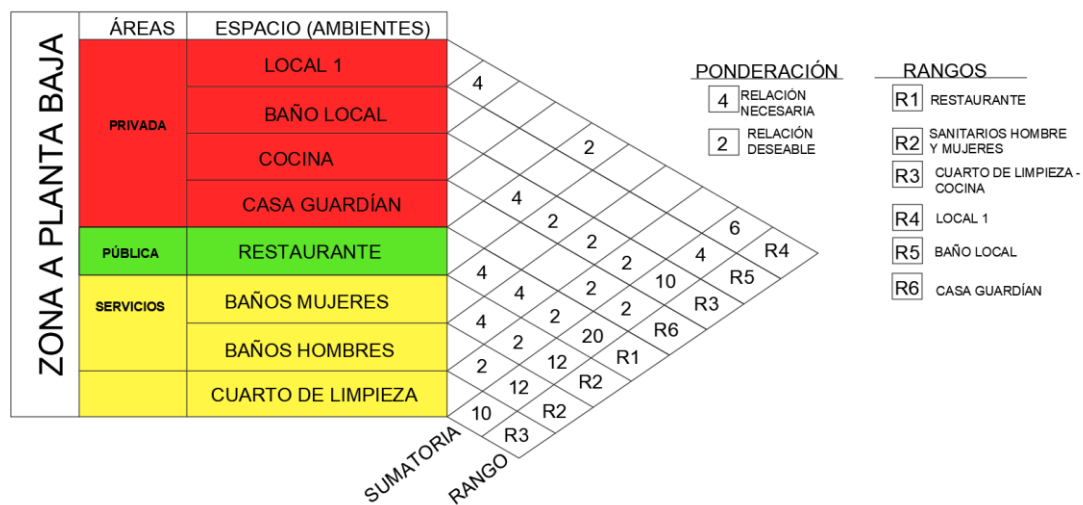 ZONA A PLANTA BAJA
ÁREAS ESPACIO (AMBIENTES)
PRIVADA
LOCAL 1
BAÑO LOCAL
COCINA
CASA GUARDÍAN
PÚBLICA RESTAURANTE
SERVICIOS BAÑOS MUJERES
BAÑOS HOMBRES
CUARTO DE LIMPIEZA
4
2
6
R4
4
2
2
2
4
R5
10
R3
4
4
2
2
R6
4
2
2
20
R1
2
12
12
R2
R2
10
R3
SUMATORIA
RANGO
PONDERACIÓN
4 RELACIÓN
NECESARIA
2 RELACIÓN
DESEABLE
RANGOS
R1 RESTAURANTE
R2 SANITARIOS HOMBRE
Y MUJERES
R3 CUARTO DE LIMPIEZA -
COCINA
R4 LOCAL 1
R5 BAÑO LOCAL
R6 CASA GUARDÍAN